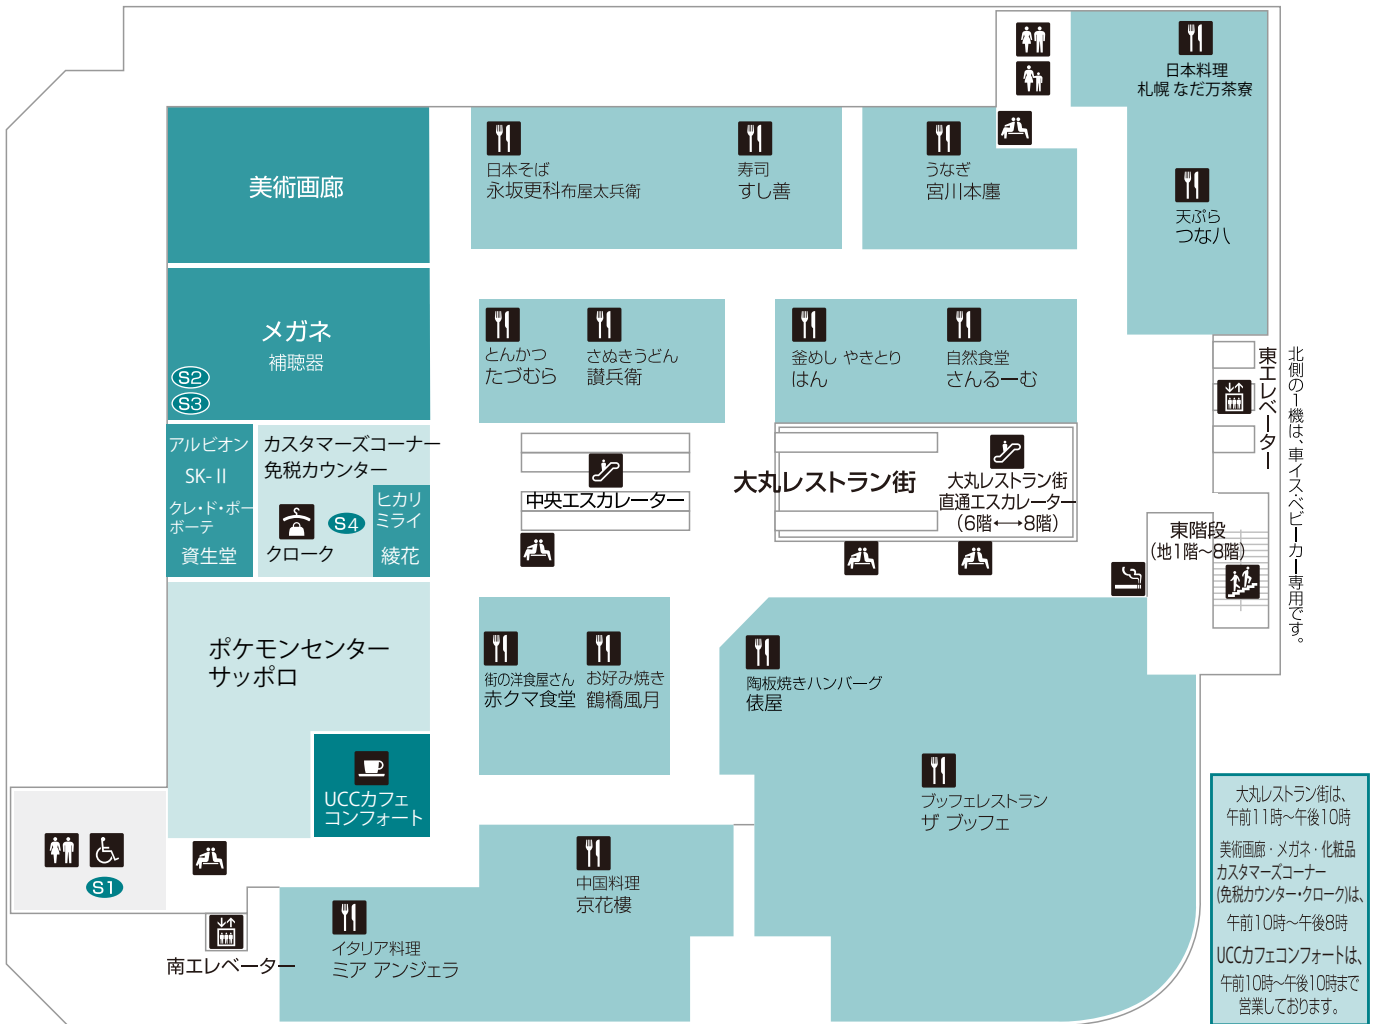 日本料理
札幌 なだ万茶寮
天ぷら
つな八
美術画廊
日本そば
永坂更科布屋太兵衛
寿司
すし善
うなぎ
宮川本廛
メガネ
補聴器
S2
S3
とんかつ
たづむら
さぬきうどん
讃兵衛
釜めし やきとり
はん
自然食堂
さんるーむ
東エレベーター
北側の1機は、車イス・ベビーカー専用です。
アルビオン
SK-II
クレ・ド・ポー
ボーテ
資生堂
カスタマーズコーナー
免税カウンター
クローク
S4
ヒカリ
ミライ
綾花
中央エスカレーター
大丸レストラン街
大丸レストラン街
直通エスカレーター
(6階⟷8階)
東階段
(地1階〜8階)
ポケモンセンター
サッポロ
UCCカフェ
コンフォート
街の洋食屋さん
赤クマ食堂
お好み焼き
鶴橋風月
陶板焼きハンバーグ
俵屋
ブッフェレストラン
ザ ブッフェ
S1
南エレベーター
中国料理
京花樓
イタリア料理
ミア アンジェラ
大丸レストラン街は、
午前11時〜午後10時
美術画廊・メガネ・化粧品
カスタマーズコーナー
(免税カウンター・クローク)は、
午前10時〜午後8時
UCCカフェコンフォートは、
午前10時〜午後10時まで
営業しております。